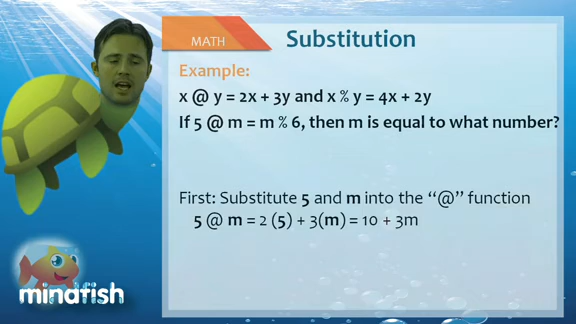 MATH
Substitution
Example:
x @ y = 2x + 3y and x % y = 4x + 2y
If 5 @ m = m % 6, then m is equal to what number?
First: Substitute 5 and m into the “@” function
5 @ m = 2 (5) + 3(m) = 10 + 3m
minafish